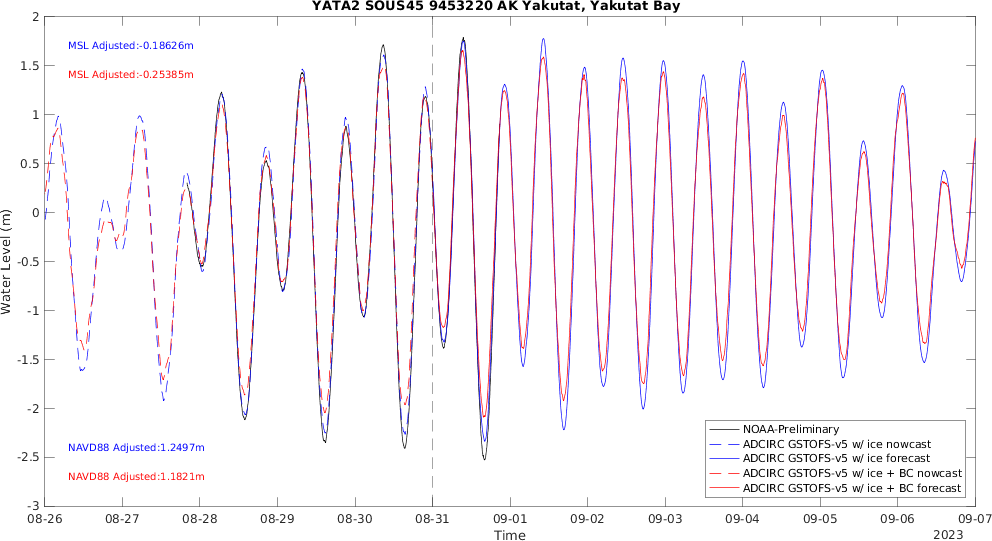 YATA2 SOUS45 9453220 AK Yakutat, Yakutat Bay
MSL Adjusted:-0.18626m
MSL Adjusted:-0.25385m
NAVD88 Adjusted:1.2497m
NAVD88 Adjusted:1.1821m
Water Level (m)
2
1.5
1
0.5
0
-0.5
-1
-1.5
-2
-2.5
-3
NOAA-Preliminary
ADCIRC GSTOFS-v5 w/ ice nowcast
ADCIRC GSTOFS-v5 w/ ice forecast
ADCIRC GSTOFS-v5 w/ ice + BC nowcast
ADCIRC GSTOFS-v5 w/ ice + BC forecast
08-26 08-27 08-28 08-29 08-30 08-31 09-01 09-02 09-03 09-04 09-05 09-06 09-07
Time
2023